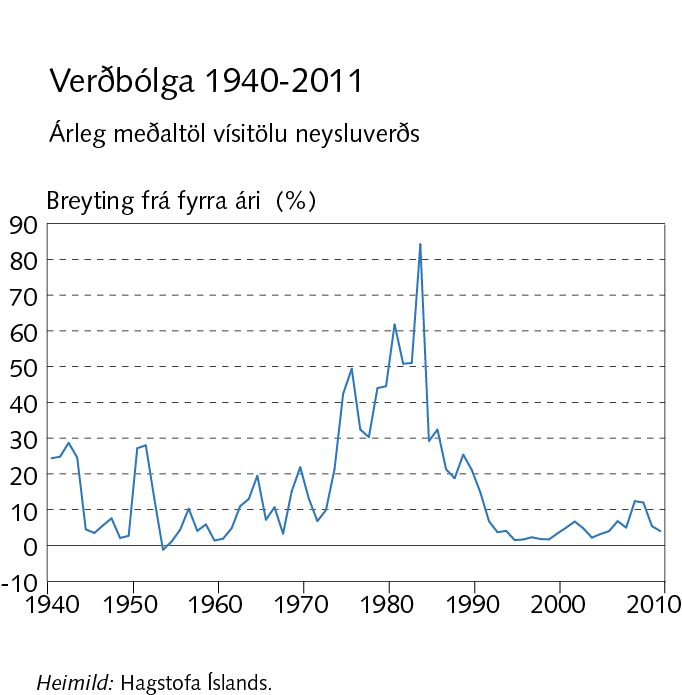 Verðbólga 1940-2011
Árleg meðaltöl vísitölu neysluverðs
Breyting frá fyrra ári (%)
90
80
70
60
50
40
30
20
10
0
-10
1940 1950 1960 1970 1980 1990 2000 2010
Heimild: Hagstofa Íslands.